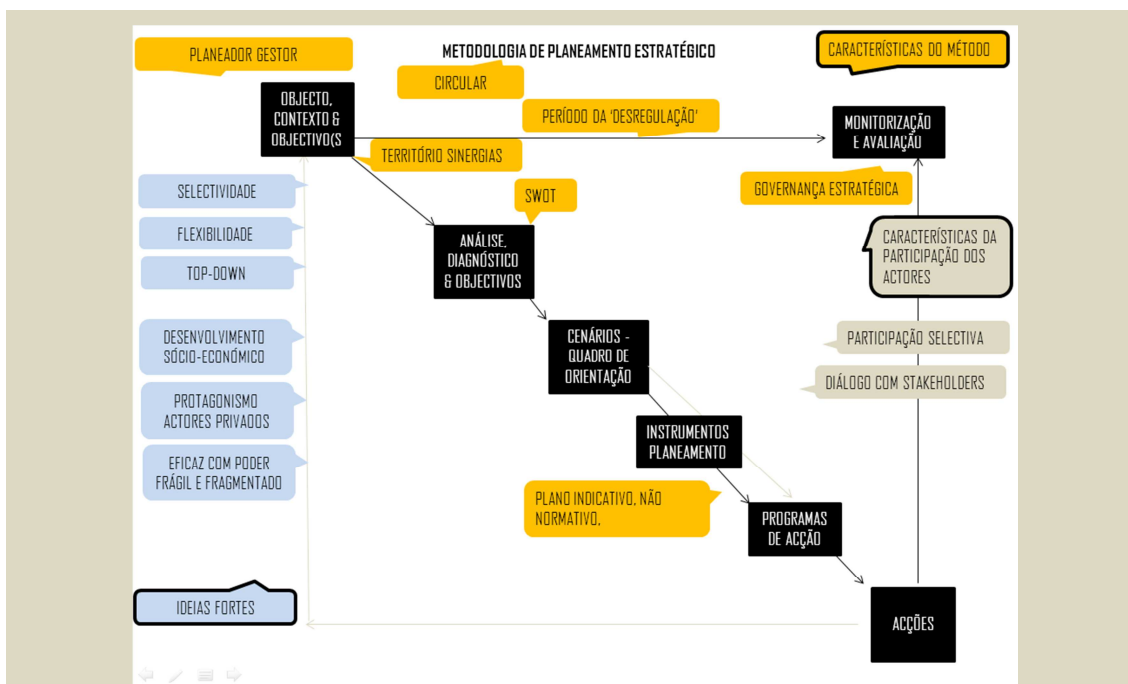 PLANEADOR GESTOR
METODOLOGIA DE PLANEAMENTO ESTRATÉGICO
CARACTERÍSTICAS DO MÉTODO
CIRCULAR
OBJECTO,
CONTEXTO &
OBJECTIVO(S
PERÍODO DA ‘DESREGULAÇÃO’
MONITORIZAÇÃO
E AVALIAÇÃO
TERRITÓRIO SINERGIAS
SELECTIVIDADE
SWOT
GOVERNANÇA ESTRATÉGICA
FLEXIBILIDADE
ANÁLISE,
DIAGNÓSTICO
& OBJECTIVOS
CARACTERÍSTICAS DA
PARTICIPAÇÃO DOS
ACTORES
TOP-DOWN
DESENVOLVIMENTO
SÓCIO-ECONÓMICO
CENÁRIOS -
QUADRO DE
ORIENTAÇÃO
PARTICIPAÇÃO SELECTIVA
DIÁLOGO COM STAKEHOLDERS
PROTAGONISMO
ACTORES PRIVADOS
INSTRUMENTOS
PLANEAMENTO
EFICAZ COM PODER
FRÁGIL E FRAGMENTADO
PLANO INDICATIVO, NÃO
NORMATIVO,
PROGRAMAS
DE ACÇÃO
IDEIAS FORTES
ACÇÕES